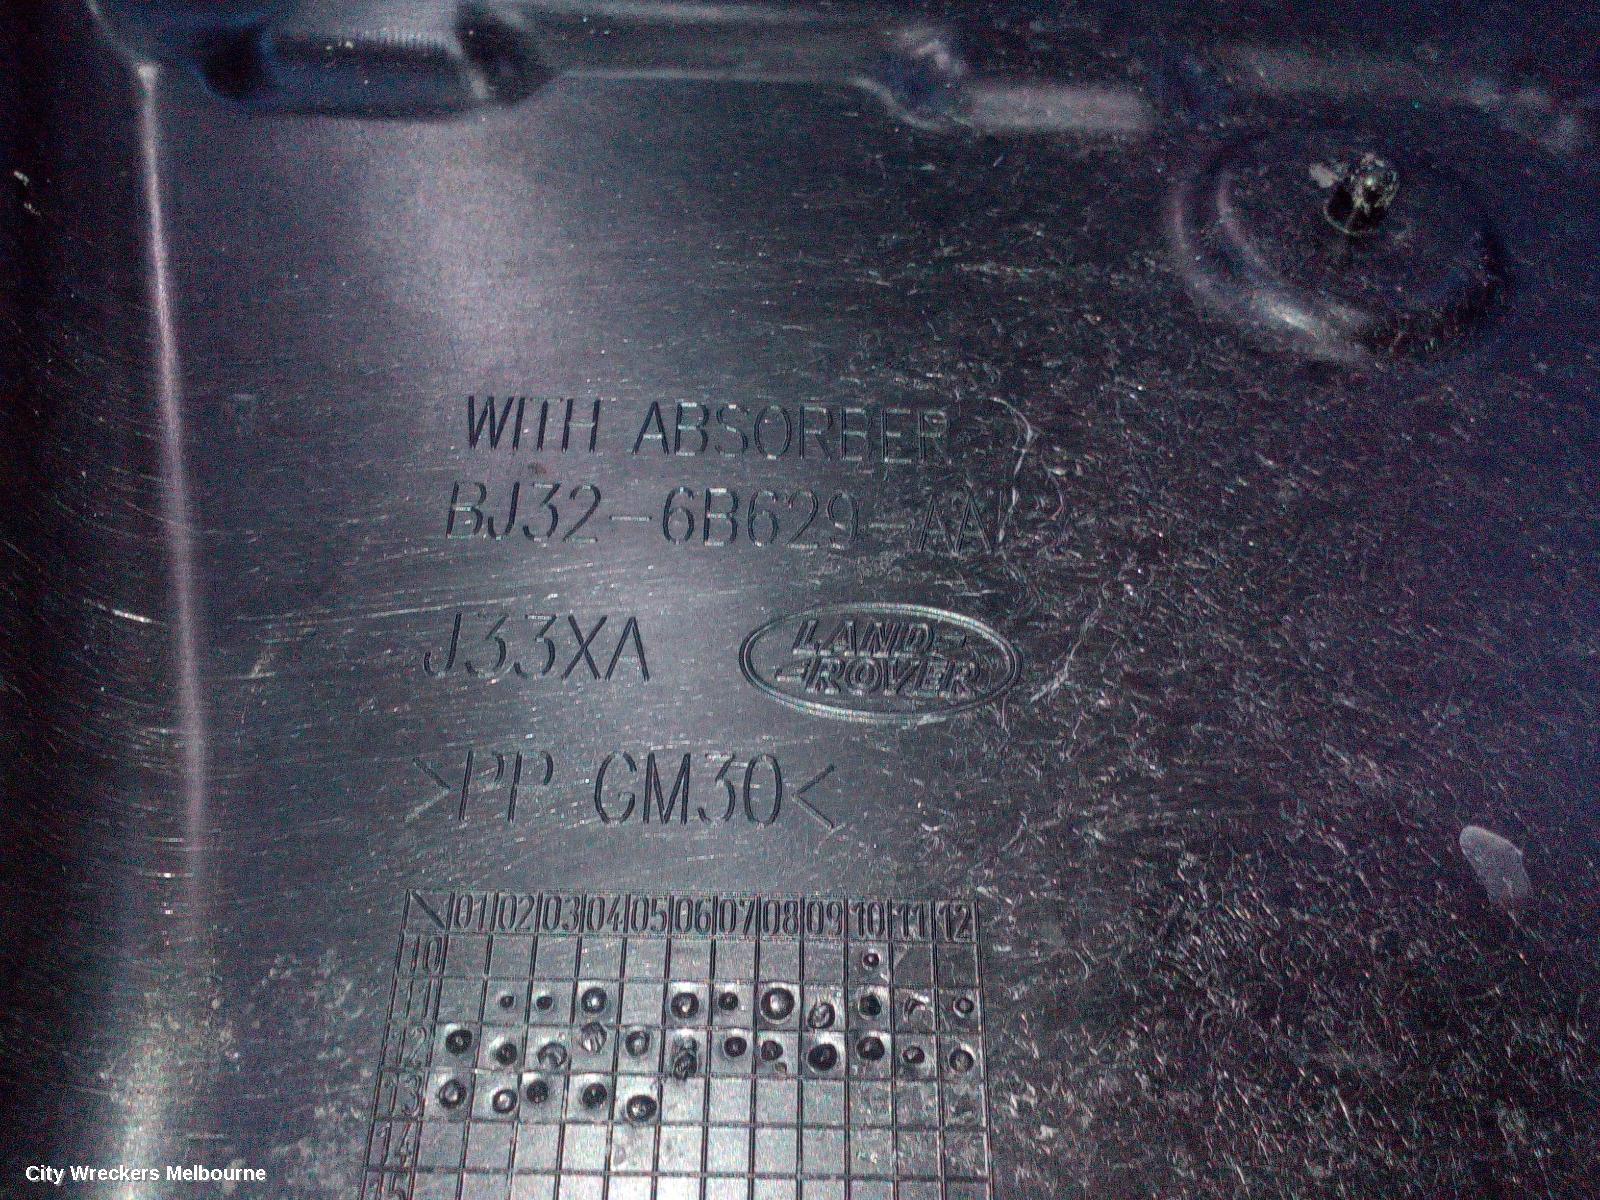 WITH ABSORBER
BJ32-6B629-AA
J33XA
LAND-
-ROVER
>PP GM30<
01 02 03 04 05 06 07 08 09 10 11 12
10
11
12
13
14
15
City Wreckers Melbourne